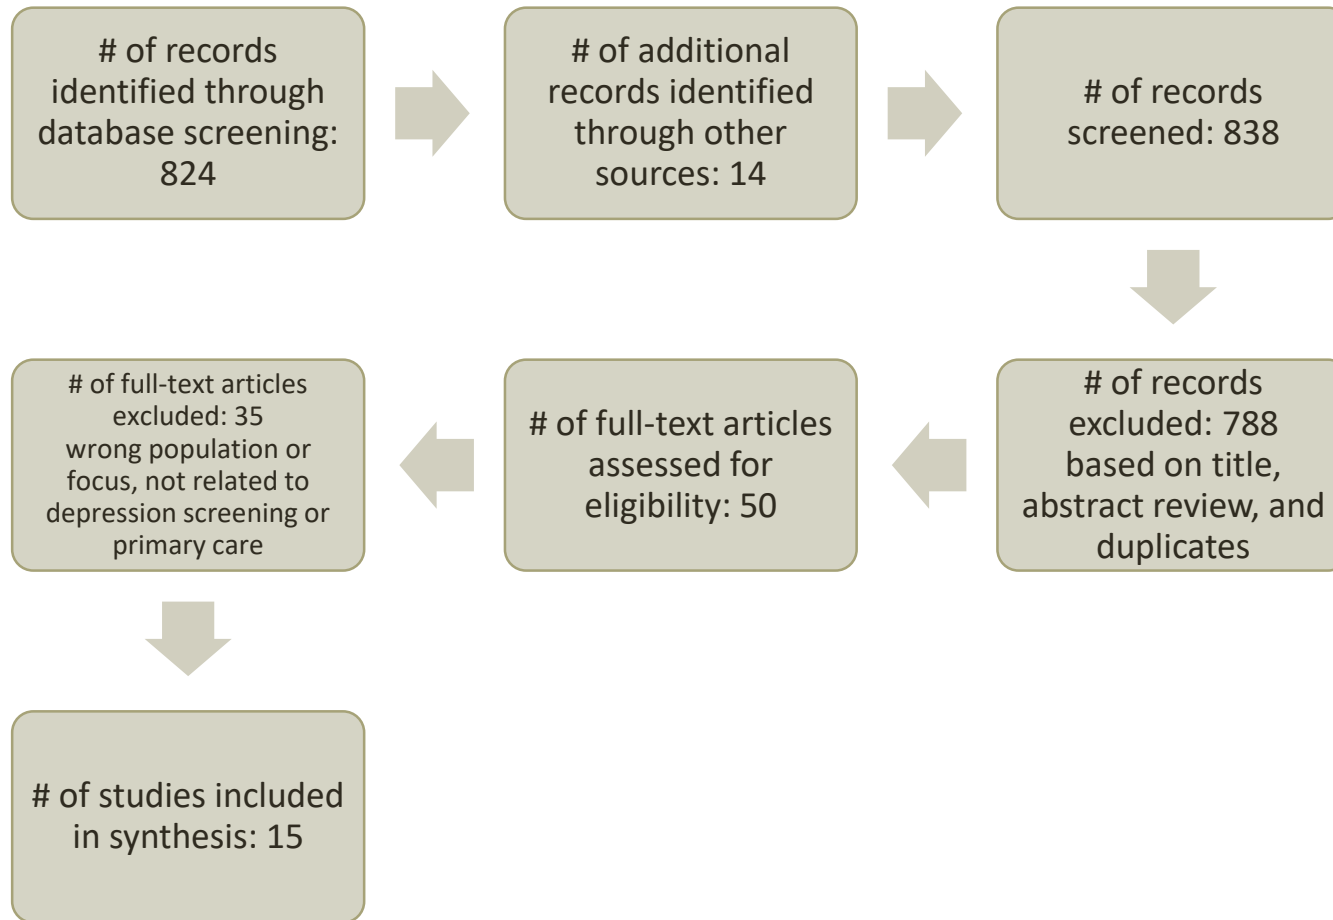 # of records
identified through
database screening:
824
# of additional
records identified
through other
sources: 14
# of records
screened: 838
# of records
excluded: 788
based on title,
abstract review, and
duplicates
# of full-text articles
assessed for
eligibility: 50
# of full-text articles
excluded: 35
wrong population or
focus, not related to
depression screening or
primary care
# of studies included
in synthesis: 15